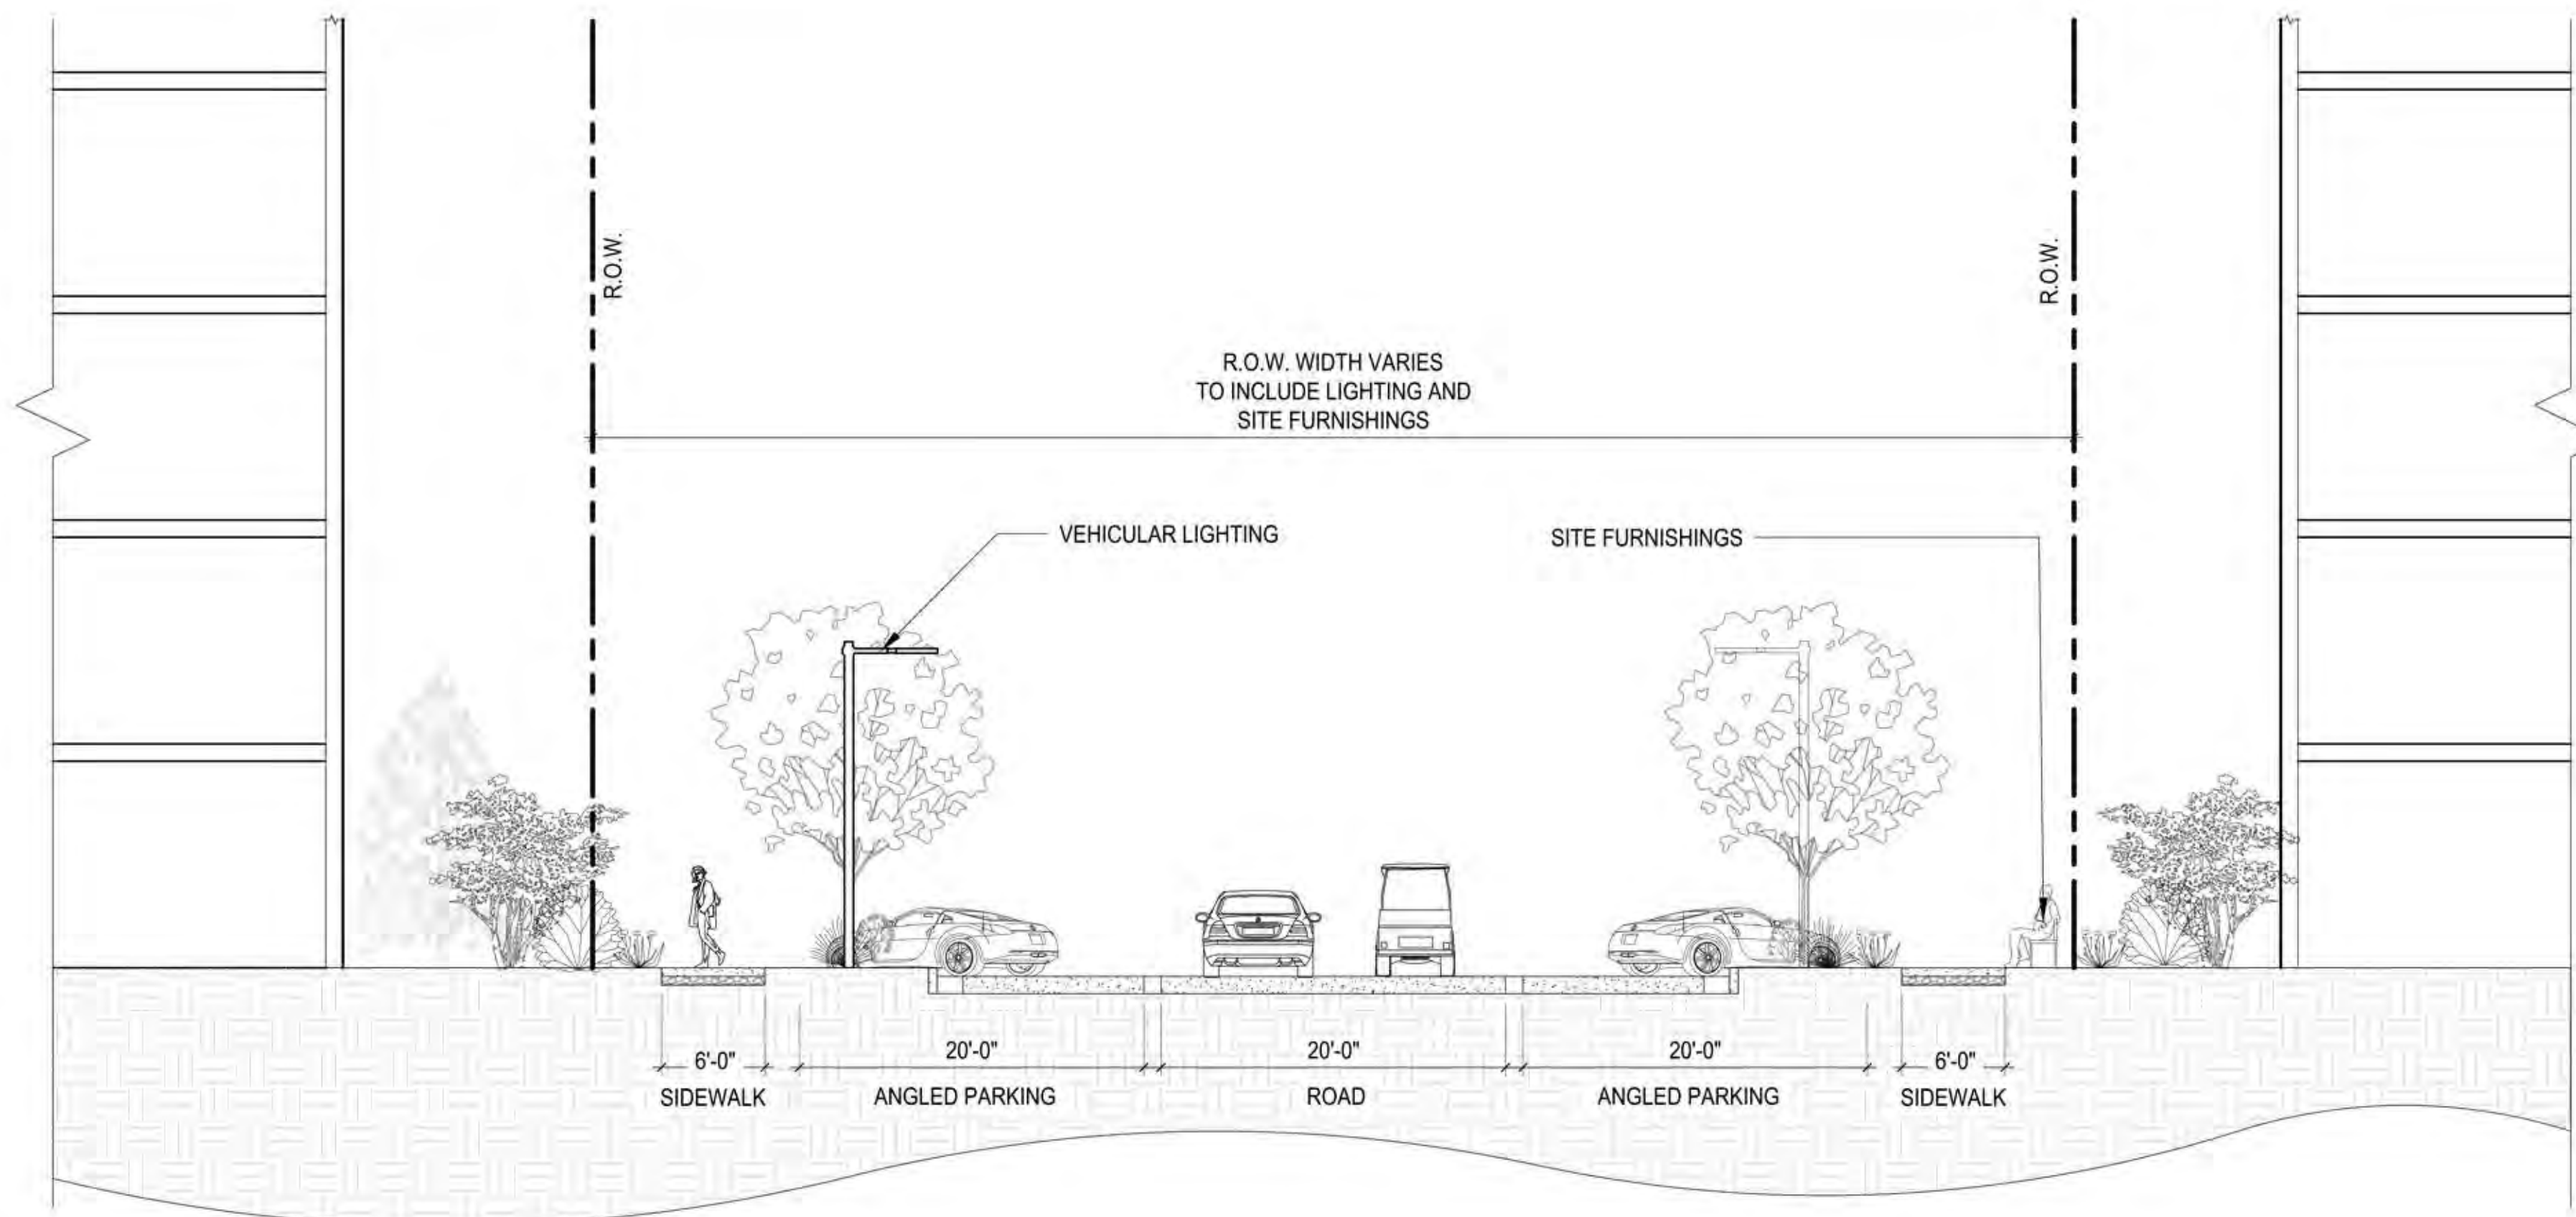 R.O.W.
R.O.W.
R.O.W. WIDTH VARIES
TO INCLUDE LIGHTING AND
SITE FURNISHINGS
VEHICULAR LIGHTING
SITE FURNISHINGS
6'-0"
20'-0"
20'-0"
20'-0"
6'-0"
SIDEWALK
ANGLED PARKING
ROAD
ANGLED PARKING
SIDEWALK